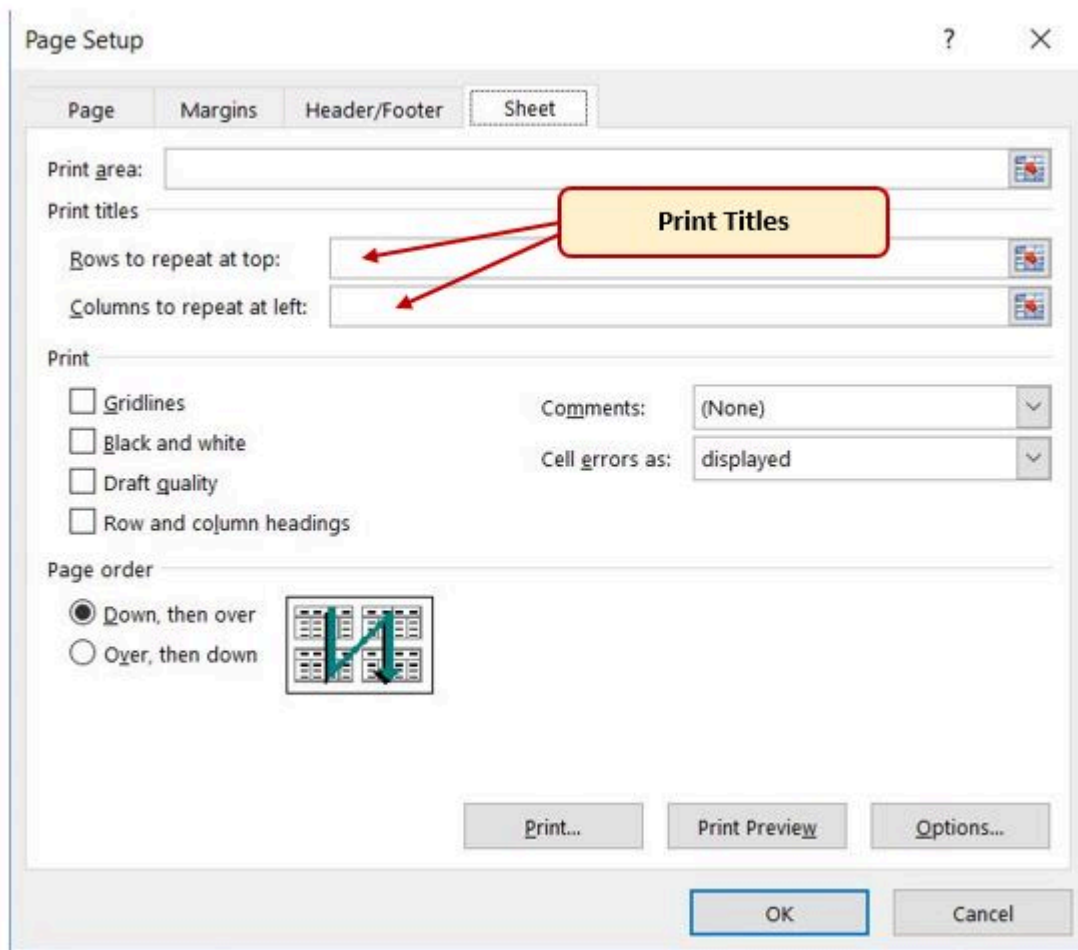 Page Setup
?
Page
Margins
Header/Footer
Sheet
Print area:
Print titles
Print Titles
Rows to repeat at top:
Columns to repeat at left:
Print
Gridlines
Comments:
(None)
Black and white
Cell errors as:
displayed
Draft quality
Row and column headings
Page order
Down, then over
Over, then down
Print...
Print Preview
Options...
OK
Cancel